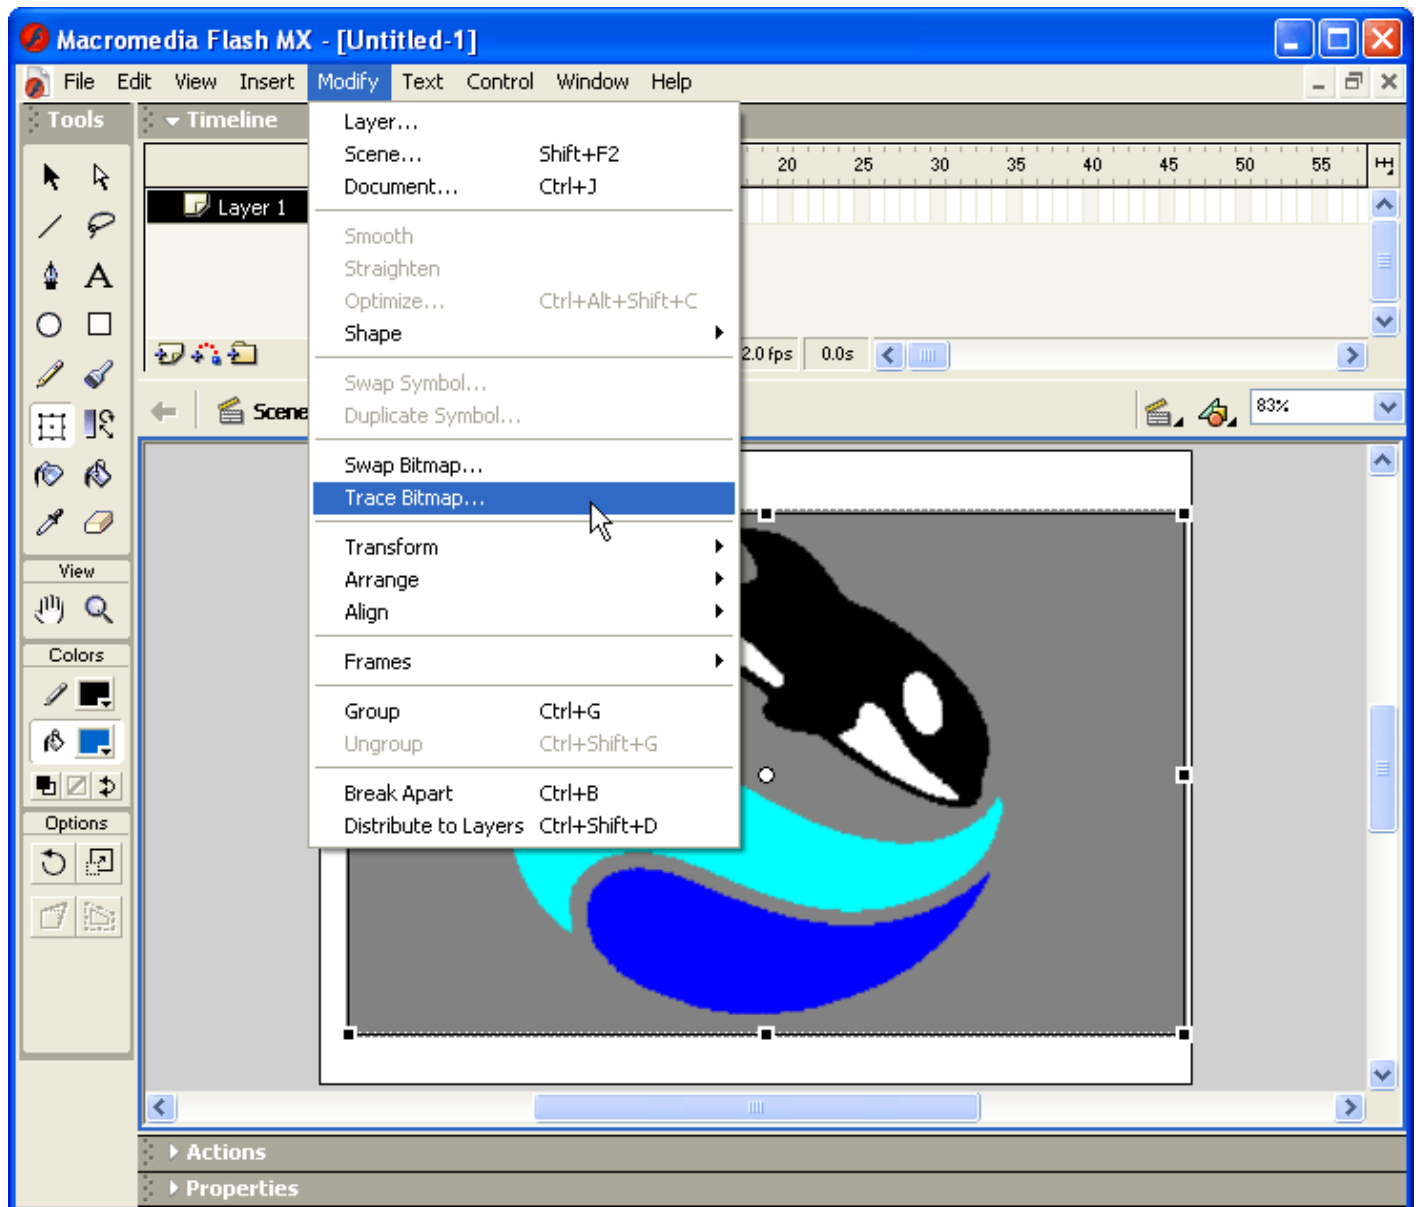 Macromedia Flash MX - [Untitled-1]
File Edit View Insert Modify Text Control Window Help
Tools
Timeline
20 25 30 35 40 45 50 55
Layer 1
2.0 fps 0.0s
Scene
83%
Layer...
Scene... Shift+F2
Document... Ctrl+J
Smooth
Straighten
Optimize... Ctrl+Alt+Shift+C
Shape
Swap Symbol...
Duplicate Symbol...
Swap Bitmap...
Trace Bitmap...
Transform
Arrange
Align
Frames
Group Ctrl+G
Ungroup Ctrl+Shift+G
Break Apart Ctrl+B
Distribute to Layers Ctrl+Shift+D
View
Colors
Options
Actions
Properties